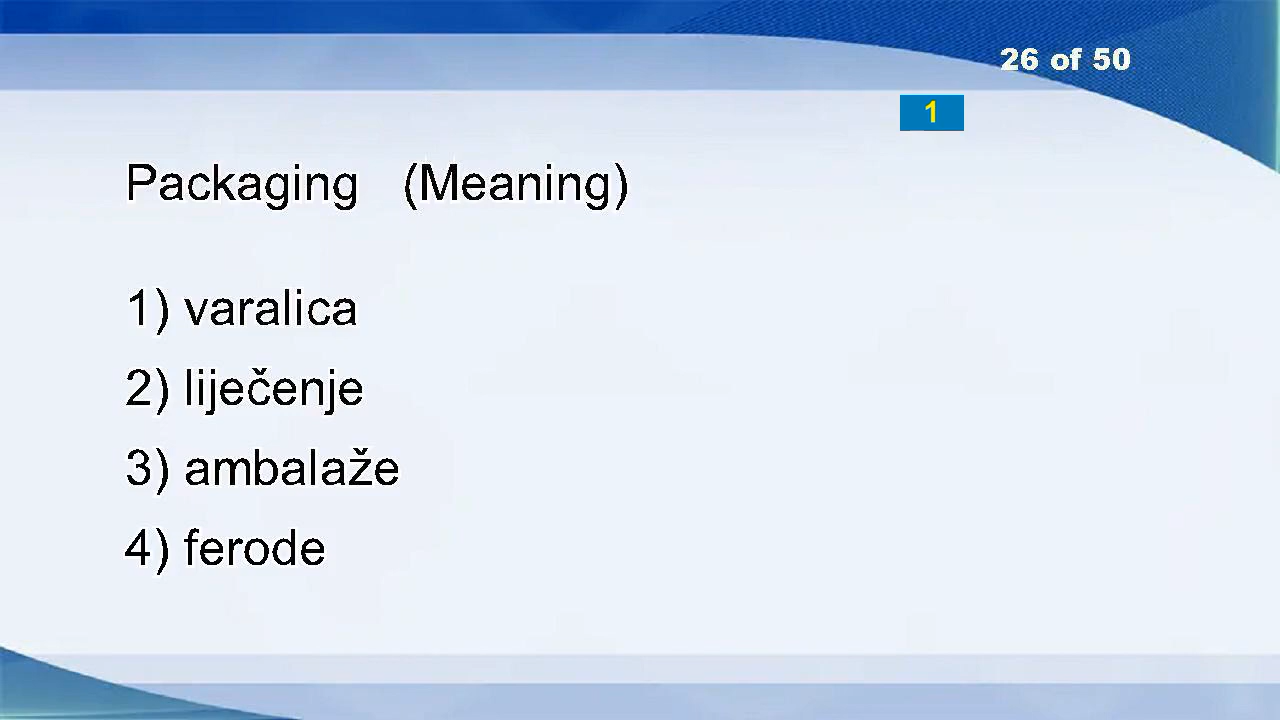 26 of 50
1
Packaging (Meaning)
1) varalica
2) liječenje
3) ambalaže
4) ferode